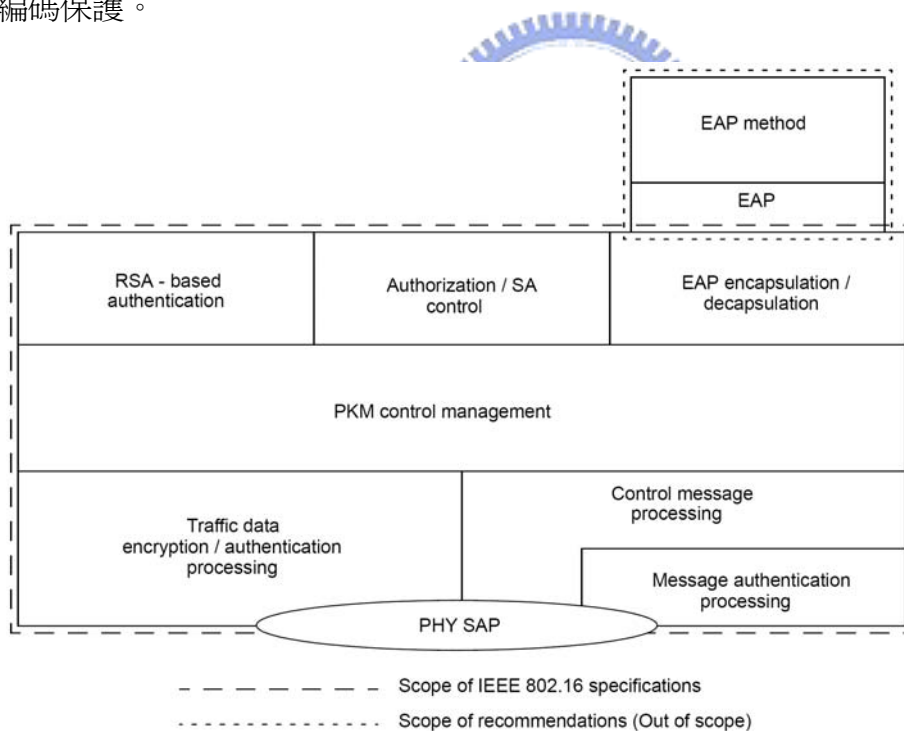 編碼保護。
EAP method
EAP
RSA - based
authentication
Authorization / SA
control
EAP encapsulation /
decapsulation
PKM control management
Traffic data
encryption / authentication
processing
Control message
processing
Message authentication
processing
PHY SAP
Scope of IEEE 802.16 specifications
Scope of recommendations (Out of scope)